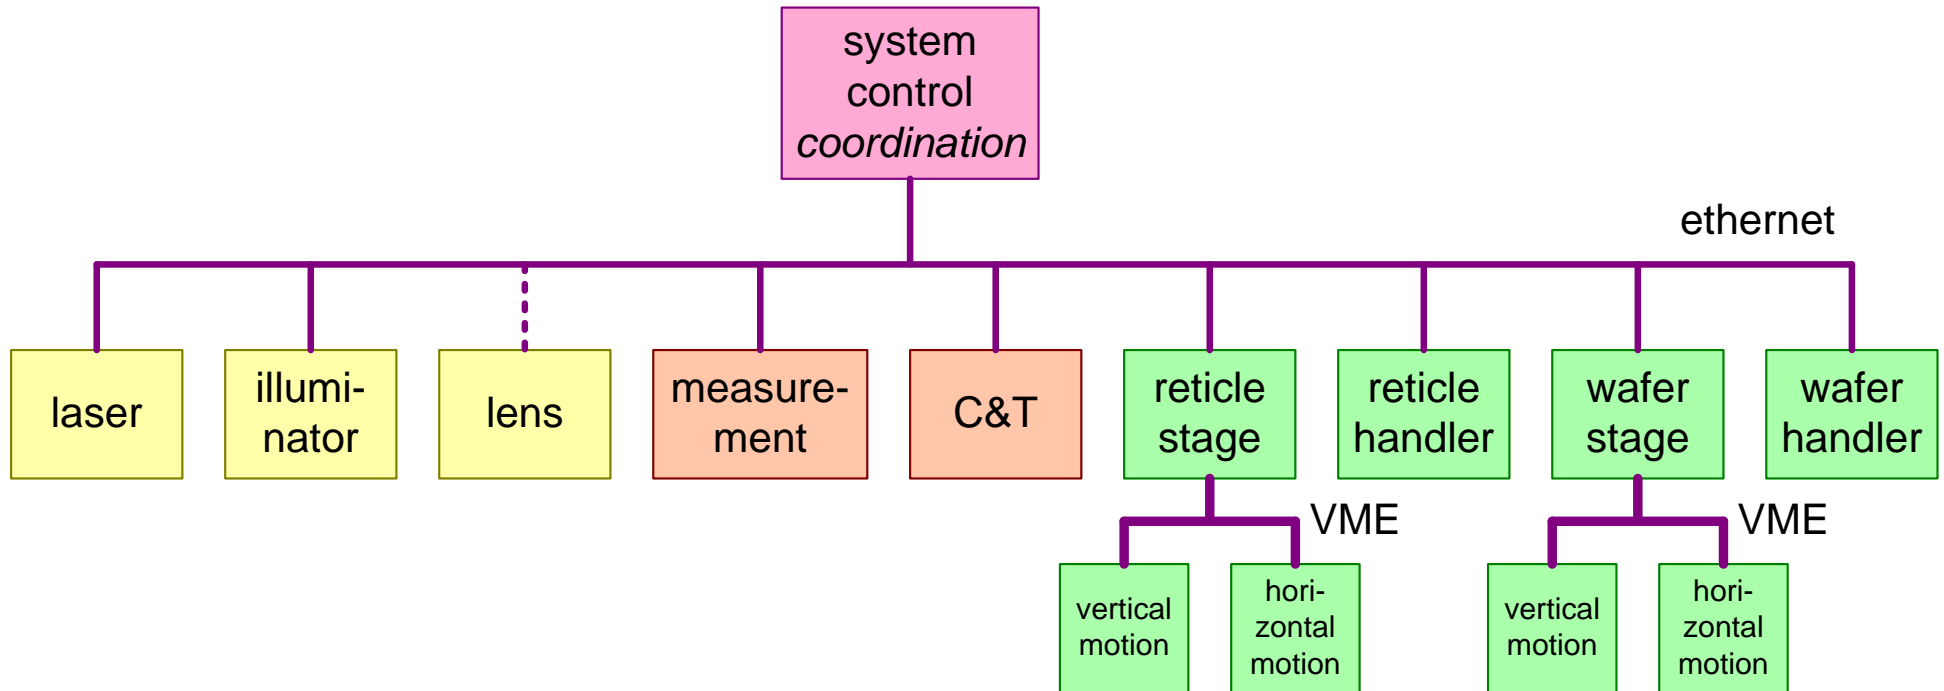 system
control
coordination
ethernet
laser
illumi-
nator
lens
measure-
ment
C&T
reticle
stage
reticle
handler
wafer
stage
wafer
handler
VME
VME
vertical
motion
hori-
zontal
motion
vertical
motion
hori-
zontal
motion